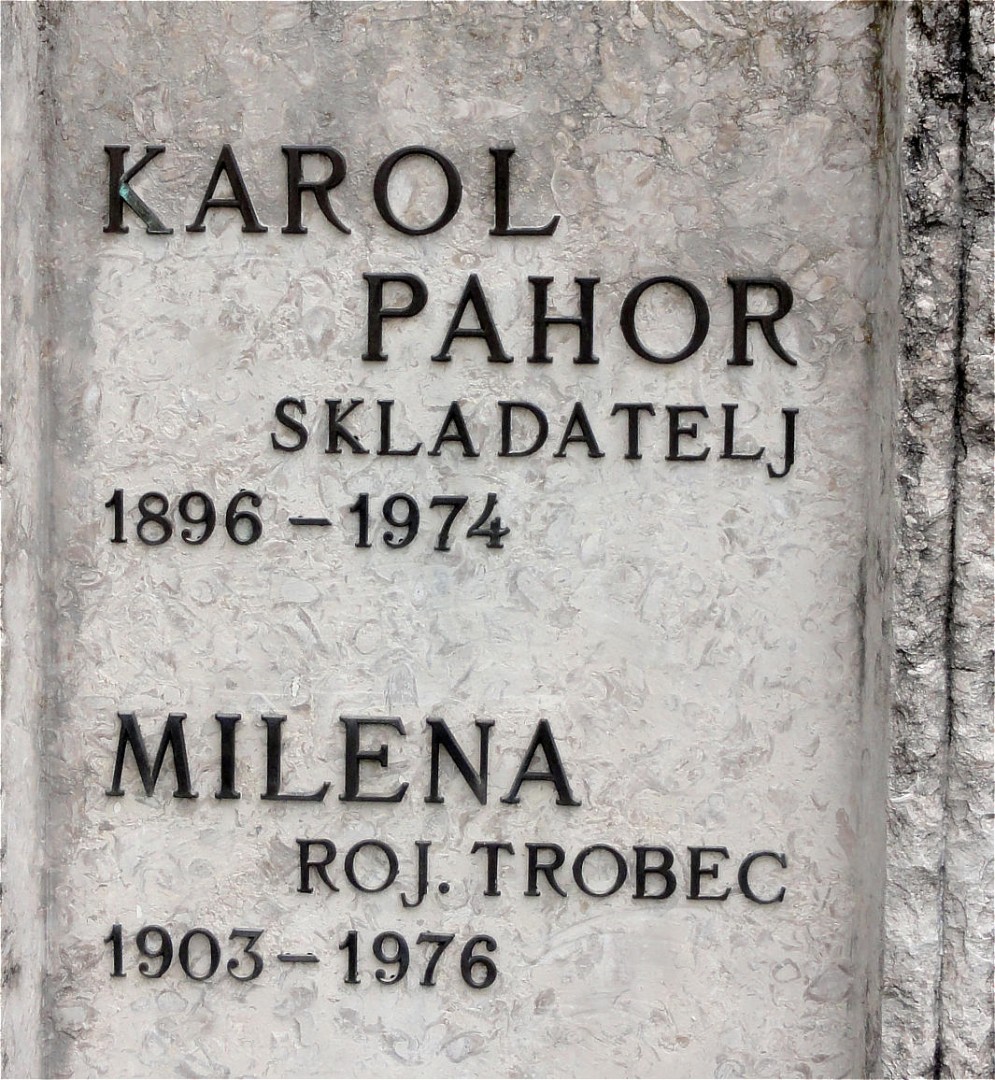 KAROL
PAHOR
SKLADATELJ
1896 – 1974
MILENA
ROJ. TROBEC
1903 – 1976